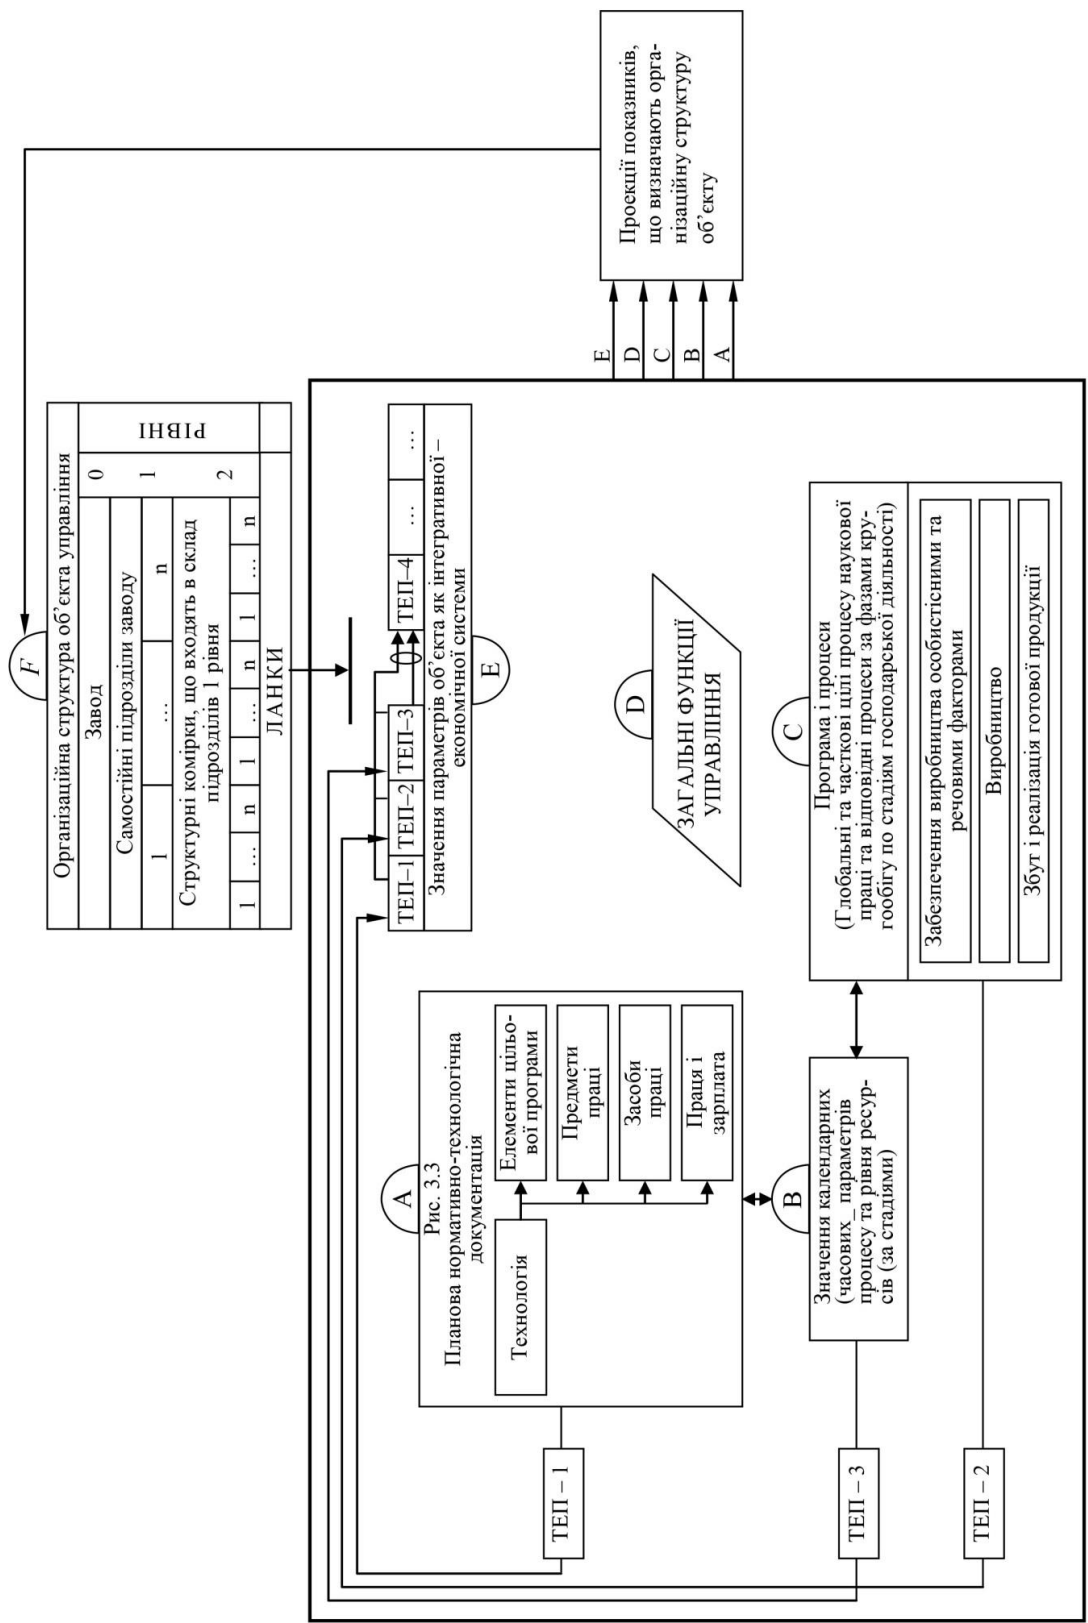 F
Організаційна структура об’єкта управління
Завод
0
РІВНІ
Самостійні підрозділи заводу
1
1
…
n
Структурні комірки, що входять в склад
підрозділів 1 рівня
2
1 … n 1 … n 1 … n
ЛАНКИ
ТЕП–1 ТЕП–2 ТЕП–3 ТЕП–4 … …
Значення параметрів об’єкта як інтегративної –
економічної системи
E
A
Рис. 3.3
Планова нормативно-технологічна
документація
Технологія
Елементи цільо-
вої програми
Предмети
праці
Засоби
праці
Праця і
зарплата
D
ЗАГАЛЬНІ ФУНКЦІЇ
УПРАВЛІННЯ
B
Значення календарних
(часових_ параметрів
процесу та рівня ресур-
сів (за стадіями)
C
Програма і процеси
(Глобальні та часткові цілі процесу наукової
праці та відповідні процеси за фазами кру-
гообігу по стадіям господарської діяльності)
Забезпечення виробництва особистісними та
речовими факторами
Виробництво
Збут і реалізація готової продукції
ТЕП – 1
ТЕП – 3
ТЕП – 2
E
D
C
B
A
Проекції показників,
що визначають орга-
нізаційну структуру
об’єкту